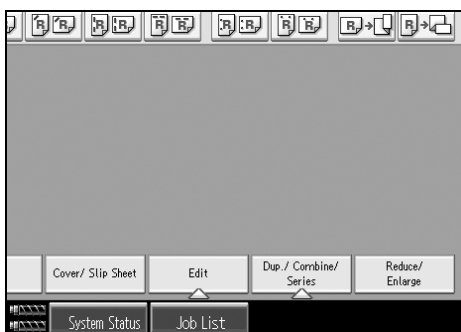 R R R R R R R R R R R R
Cover/ Slip Sheet
Edit
Dup./ Combine/
Series
Reduce/
Enlarge
System Status
Job List